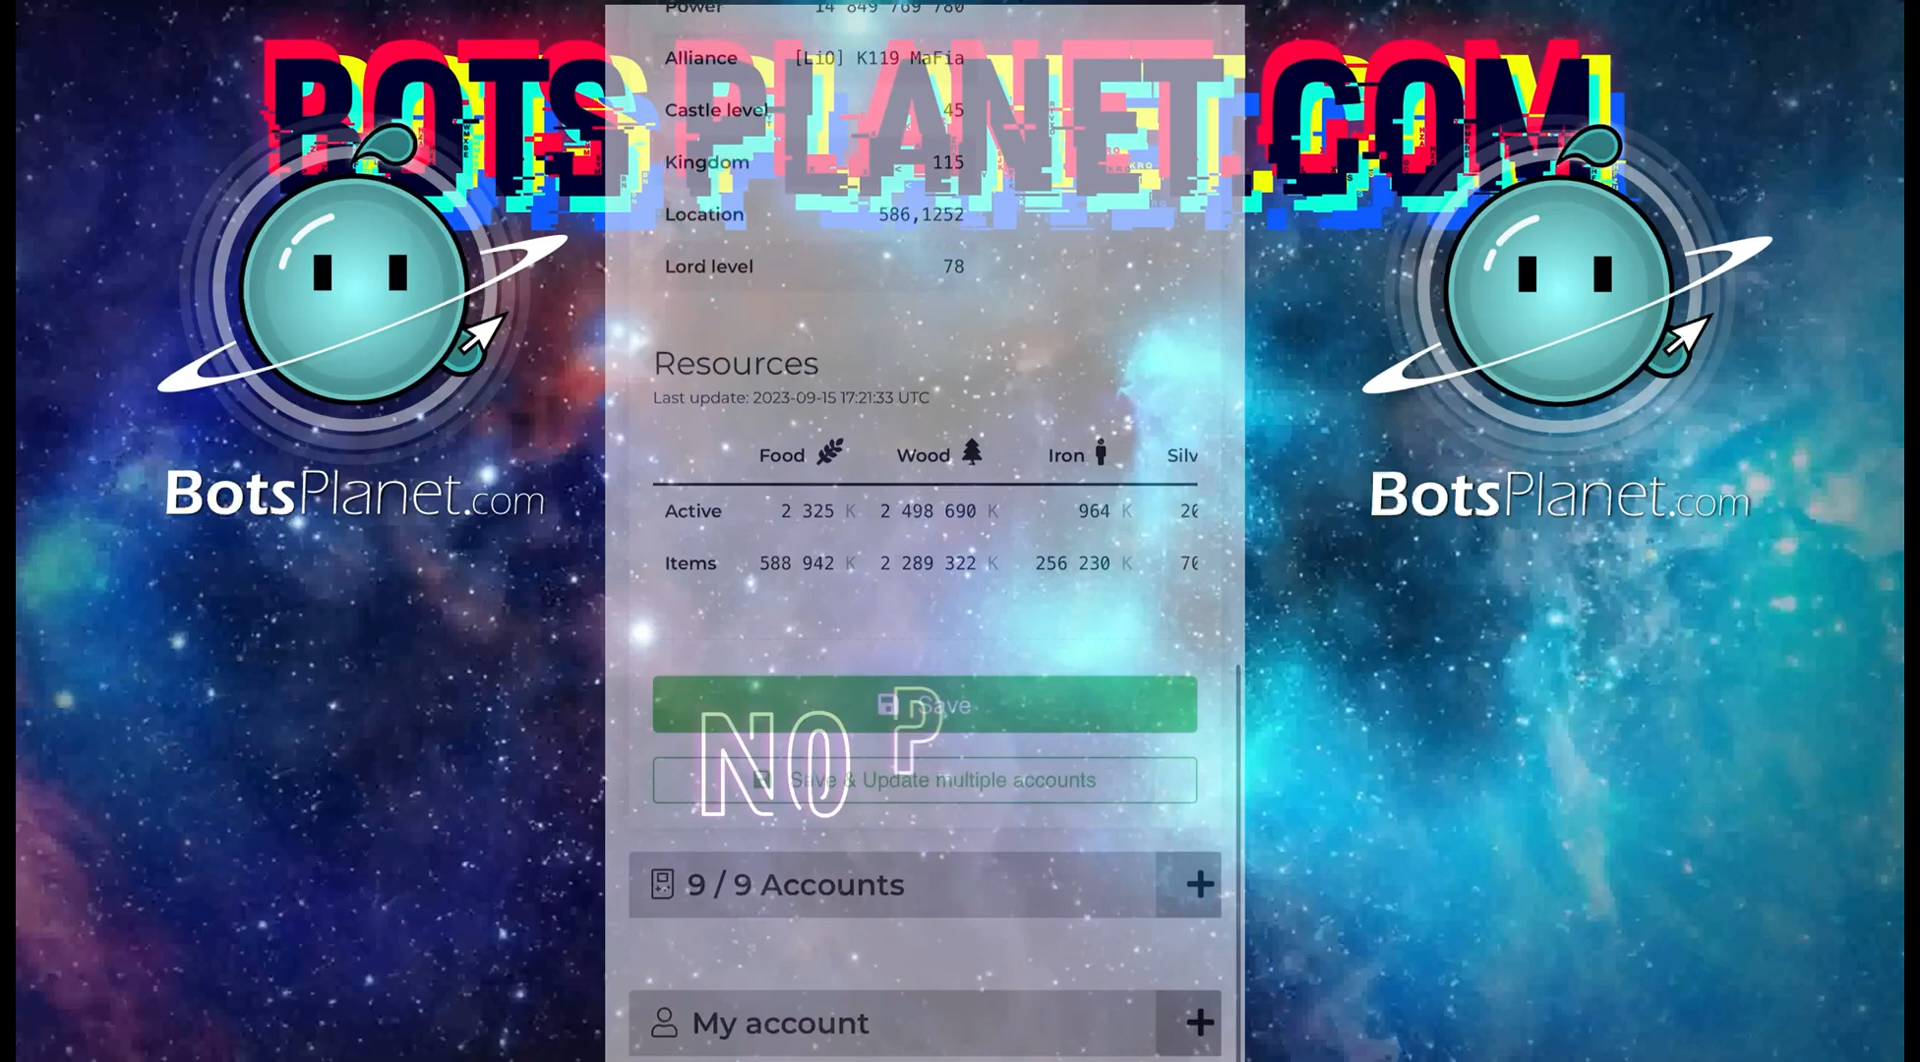 BOTS PLANET.COM
Power 14 849 769 780
Alliance [LiO] K119 MaFia
Castle level 45
Kingdom 115
Location 586,1252
Lord level 78
BotsPlanet.com
BotsPlanet.com
Resources
Last update: 2023-09-15 17:21:33 UTC
Food Wood Iron Silv
Active 2 325 K 2 498 690 K 964 K 20
Items 588 942 K 2 289 322 K 256 230 K
Save
NO P
Save & Update multiple accounts
9 / 9 Accounts +
My account +